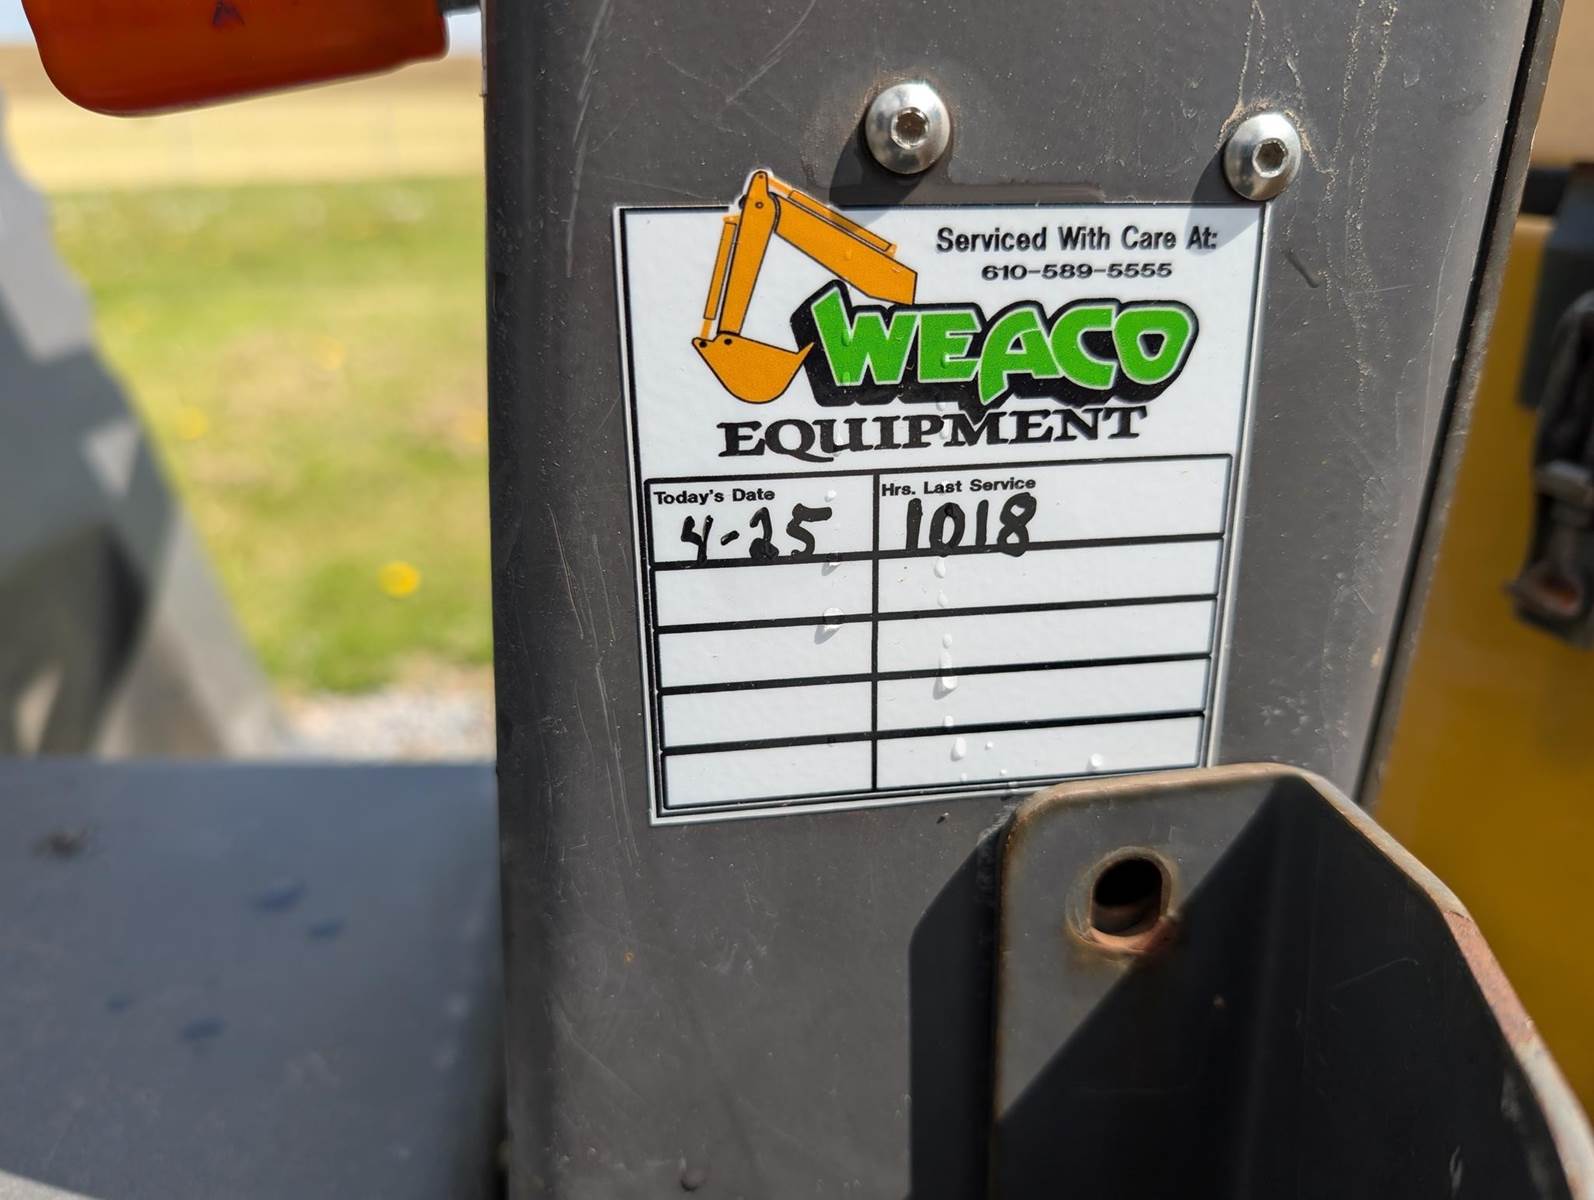 Serviced With Care At:
610-589-5555
WEACO
EQUIPMENT
Today's Date Hrs. Last Service
4-25 1018